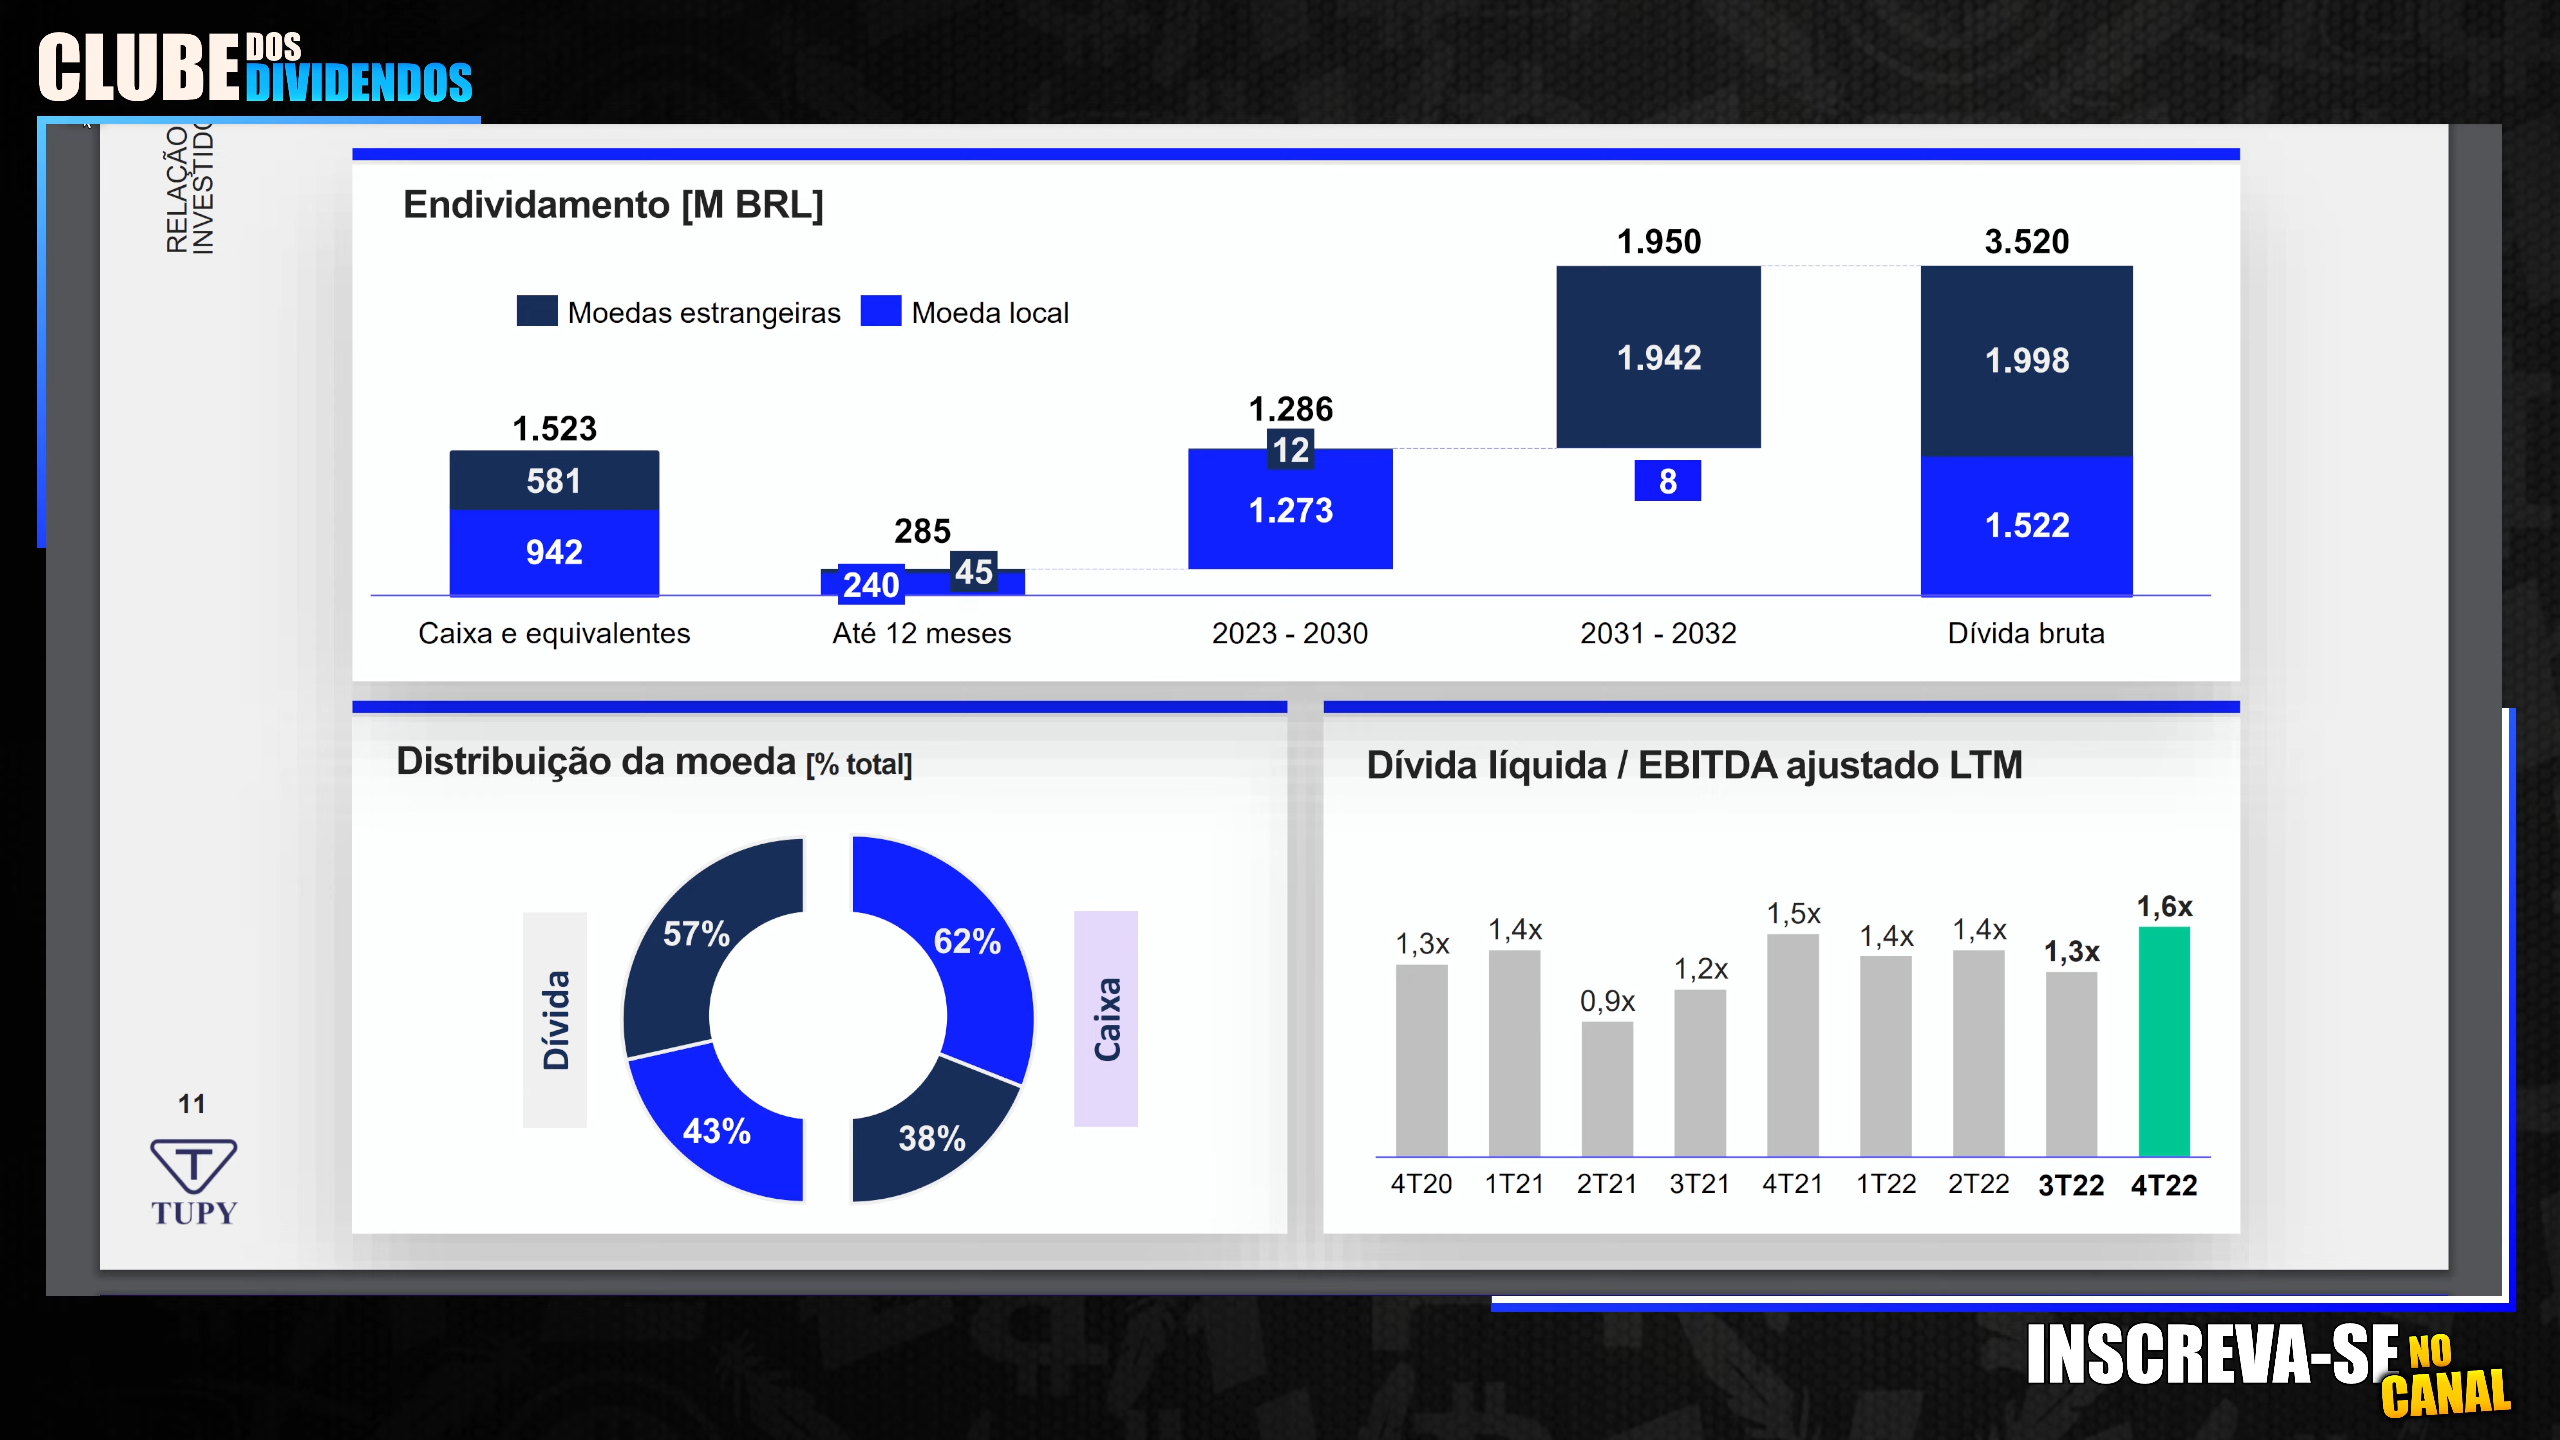 CLUBE DOS
DIVIDENDOS
RELAÇÃO
Endividamento [M BRL]
Moedas estrangeiras Moeda local
1.523
581
942
285
240 45
1.286
12
1.273
1.950
1.942
8
3.520
1.998
1.522
Caixa e equivalentes Até 12 meses 2023 - 2030 2031 - 2032 Dívida bruta
Distribuição da moeda [% total]
Dívida
57%
43%
62%
38%
Caixa
Dívida líquida / EBITDA ajustado LTM
1,3x 1,4x 0,9x 1,2x 1,5x 1,4x 1,4x 1,3x 1,6x
4T20 1T21 2T21 3T21 4T21 1T22 2T22 3T22 4T22
11
T
TUPY
INSCREVA-SE NO
CANAL